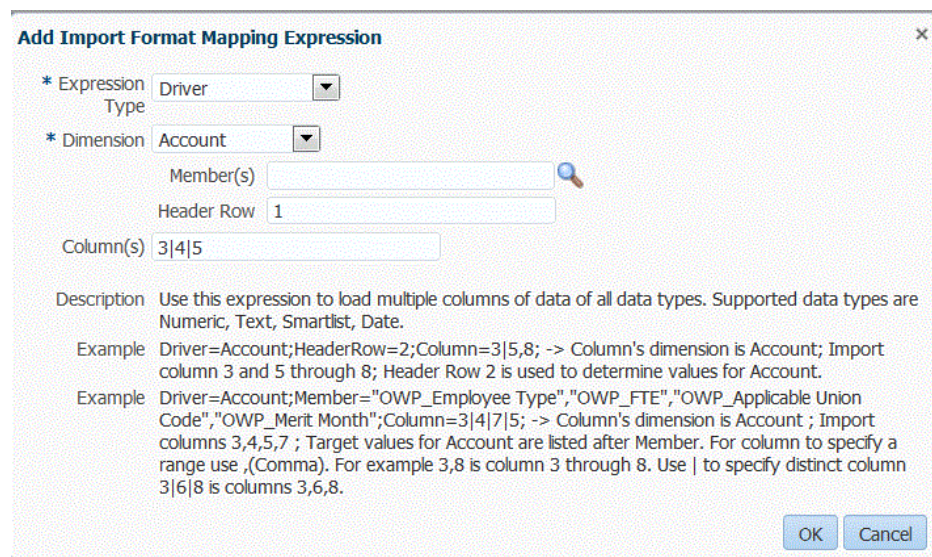 Add Import Format Mapping Expression
* Expression Type Driver
* Dimension Account
Member(s)
Header Row 1
Column(s) 3|4|5
Description Use this expression to load multiple columns of data of all data types. Supported data types are
Numeric, Text, Smartlist, Date.
Example Driver=Account;HeaderRow=2;Column=3|5,8; -> Column's dimension is Account; Import
column 3 and 5 through 8; Header Row 2 is used to determine values for Account.
Example Driver=Account;Member="OWP_Employee Type","OWP_FTE","OWP_Applicable Union
Code","OWP_Merit Month";Column=3|4|7|5; -> Column's dimension is Account ; Import
columns 3,4,5,7 ; Target values for Account are listed after Member. For column to specify a
range use ,(Comma). For example 3,8 is column 3 through 8. Use | to specify distinct column
3|6|8 is columns 3,6,8.
OK Cancel